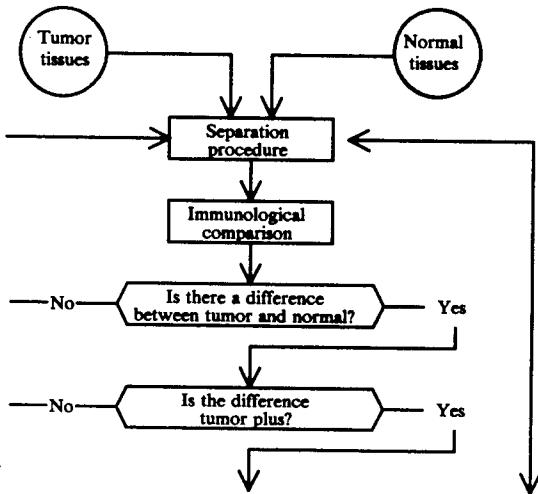 Tumor
tissues
Normal
tissues
Separation
procedure
Immunological
comparison
Is there a difference
between tumor and normal?
No
Yes
Is the difference
tumor plus?
No
Yes